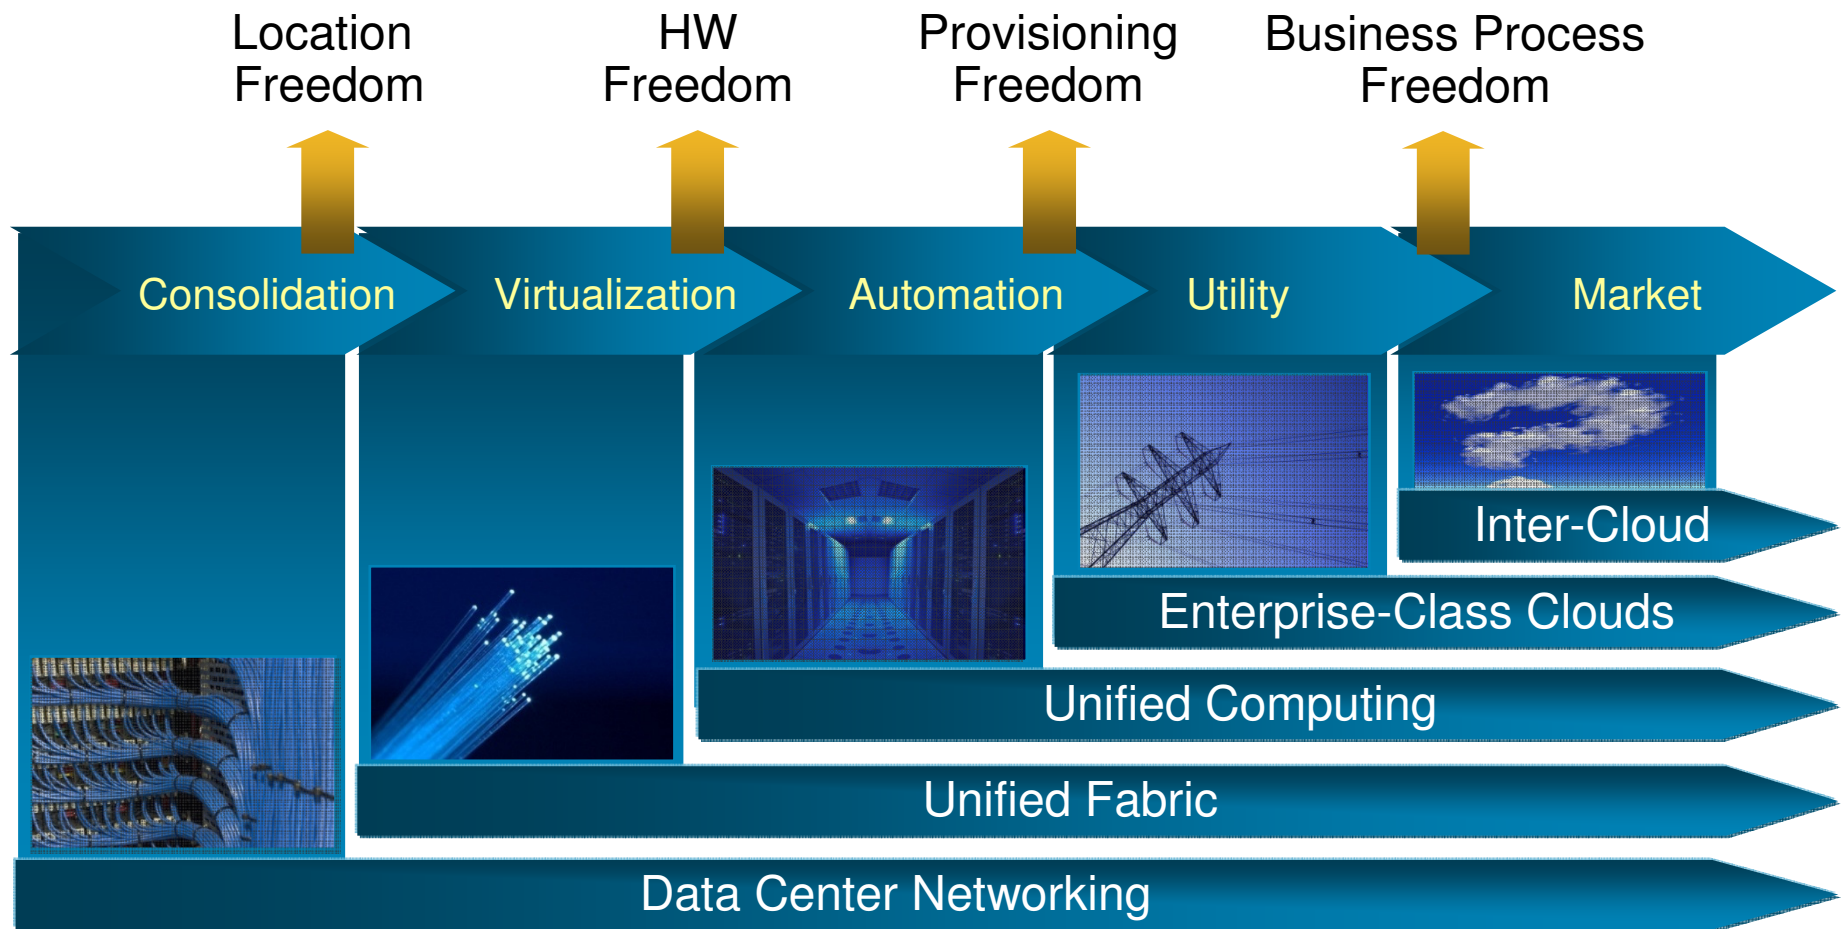 Location
Freedom
HW
Freedom
Provisioning
Freedom
Business Process
Freedom
Consolidation
Virtualization
Automation
Utility
Market
Inter-Cloud
Enterprise-Class Clouds
Unified Computing
Unified Fabric
Data Center Networking